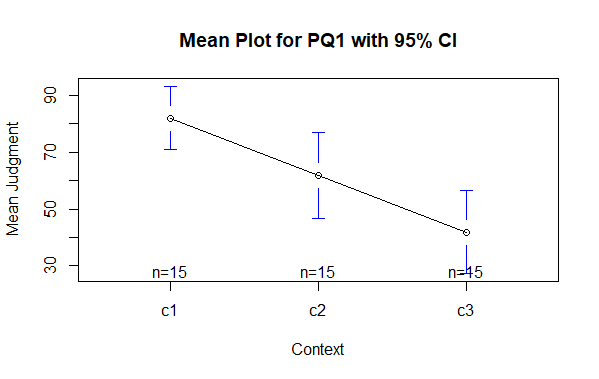 Mean Plot for PQ1 with 95% CI
Mean Judgment
90
70
50
30
n=15
n=15
n=15
c1
c2
c3
Context